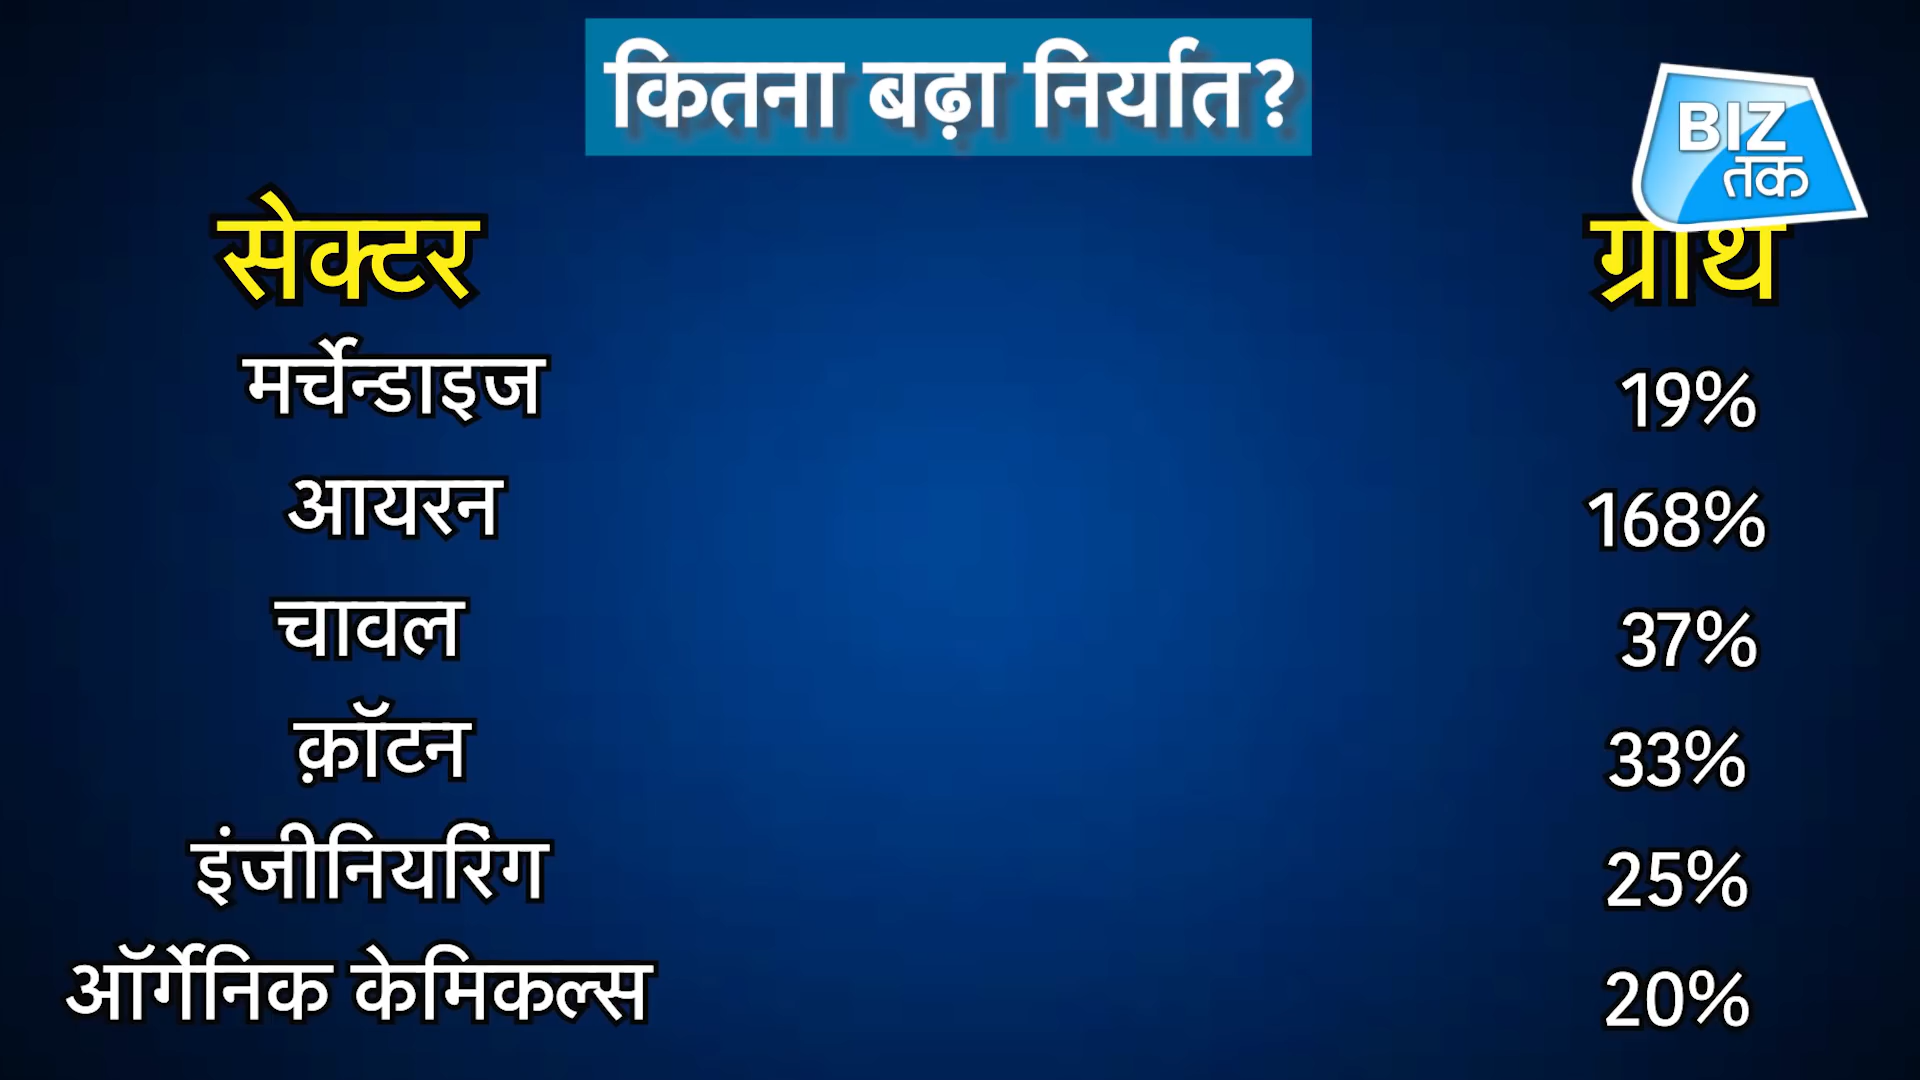 कितना बढ़ा निर्यात?
BIZ
तक
सेक्टर
मर्चेन्डाइज 19%
आयरन 168%
चावल 37%
क़ॉटन 33%
इंजीनियरिंग 25%
ऑर्गेनिक केमिकल्स 20%